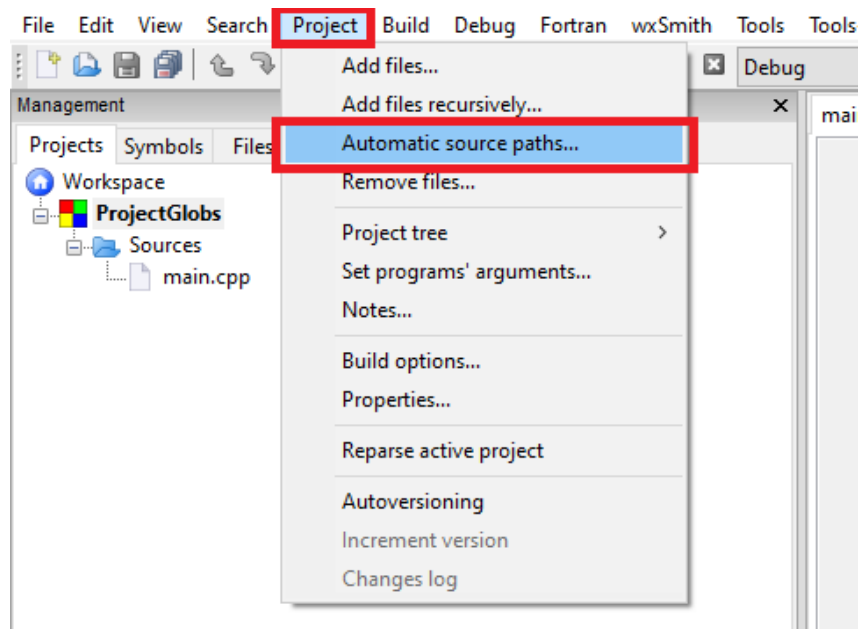 File Edit View Search Project Build Debug Fortran wxSmith Tools Tools
Debug
Management
mai
Projects Symbols Files
Workspace
ProjectGlobs
Sources
main.cpp
Add files...
Add files recursively...
Automatic source paths...
Remove files...
Project tree
Set programs' arguments...
Notes...
Build options...
Properties...
Reparse active project
Autoversioning
Increment version
Changes log